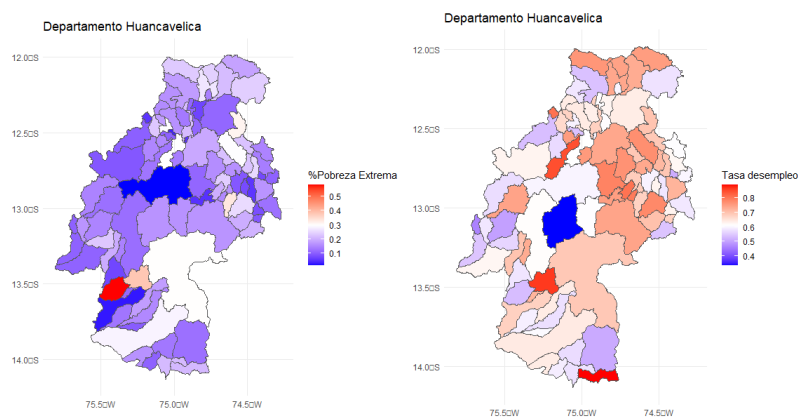 Departamento Huancavelica
12.0□S
12.5□S
13.0□S
13.5□S
14.0□S
75.5□W
75.0□W
74.5□W
%Pobreza Extrema
0.5
0.4
0.3
0.2
0.1
Departamento Huancavelica
12.0□S
12.5□S
13.0□S
13.5□S
14.0□S
75.5□W
75.0□W
74.5□W
Tasa desempleo
0.8
0.7
0.6
0.5
0.4